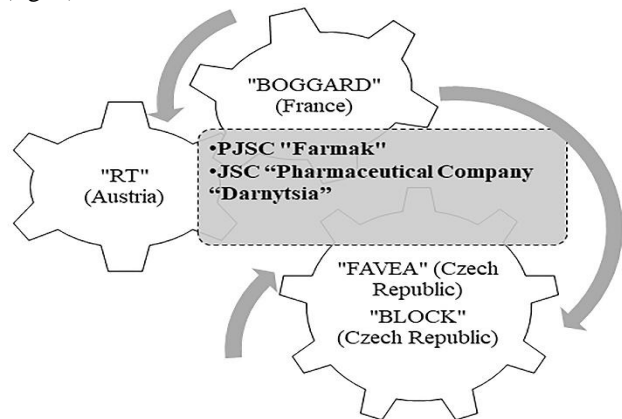 "BOGGARD"
(France)
•PJSC "Farmak"
•JSC “Pharmaceutical Company
“Darnytsia”
"RT"
(Austria)
"FAVEA" (Czech
Republic)
"BLOCK"
(Czech Republic)